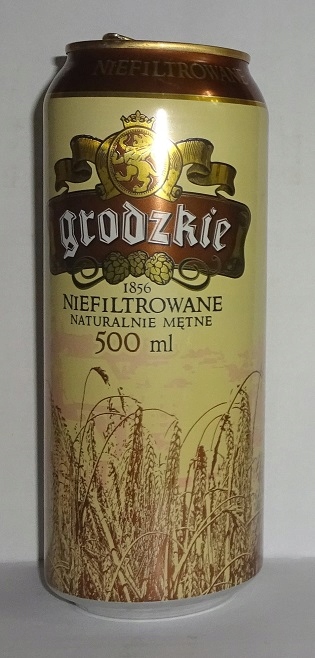 NIEFILTROWANE
grodzkie
1856
NIEFILTROWANE
NATURALNIE MĘTNE
500 ml